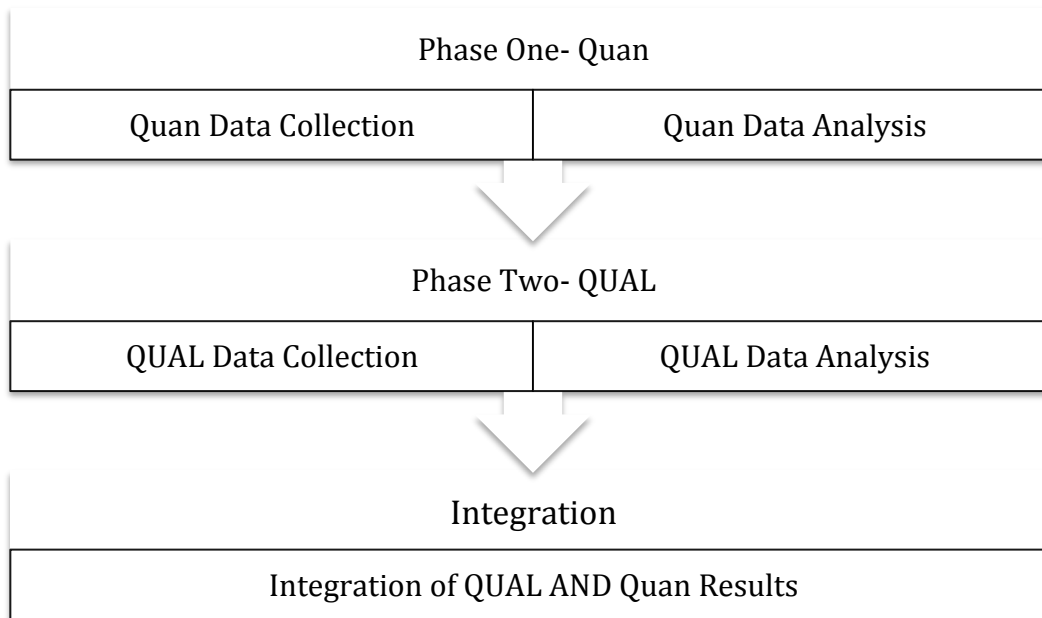 Phase One- Quan
Quan Data Collection
Quan Data Analysis
Phase Two- QUAL
QUAL Data Collection
QUAL Data Analysis
Integration
Integration of QUAL AND Quan Results